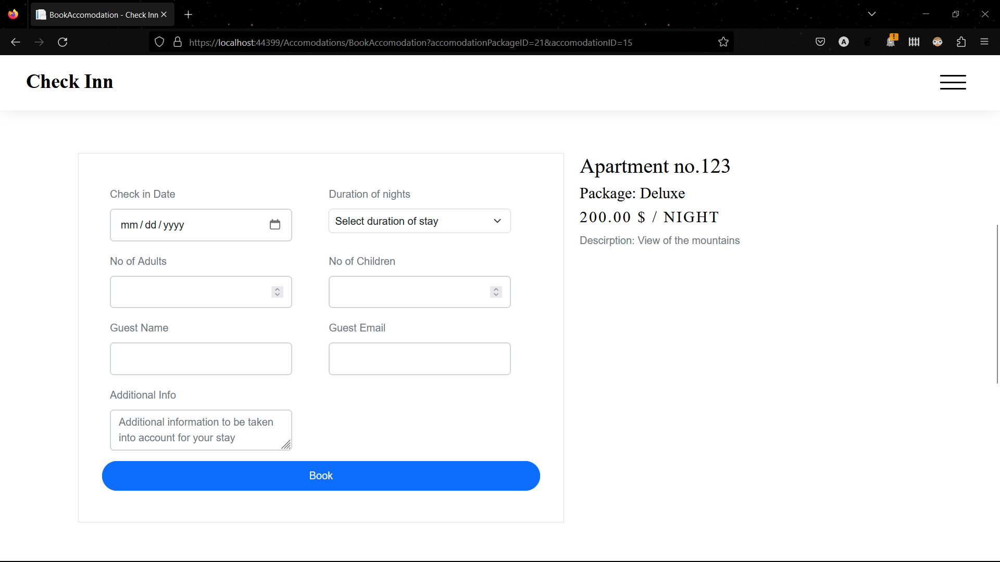 BookAccomodation - Check Inn
https://localhost:44399/Accomodations/BookAccomodation?accomodationPackageID=21&accomodationID=15
A
!
Check Inn
Apartment no.123
Package: Deluxe
200.00 $ / NIGHT
Descirption: View of the mountains
Check in Date
Duration of nights
mm/dd/yyyy
Select duration of stay
No of Adults
No of Children
Guest Name
Guest Email
Additional Info
Additional information to be taken
into account for your stay
Book